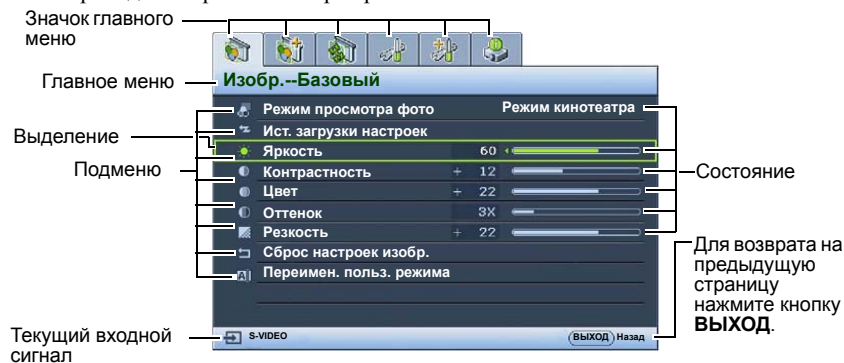 Значок главного
меню
Главное меню
Изобр.--Базовый
Режим просмотра фото Режим кинотеатра
Ист. загрузки настроек
Выделение
Яркость 60
Подменю
Контрастность + 12
Состояние
Цвет + 22
Оттенок 3X
Резкость + 22
Сброс настроек изобр.
Переимен. польз. режима
Для возврата на
предыдущую
страницу
нажмите кнопку
ВЫХОД.
Текущий входной
сигнал
S-VIDEO
ВЫХОД Назад